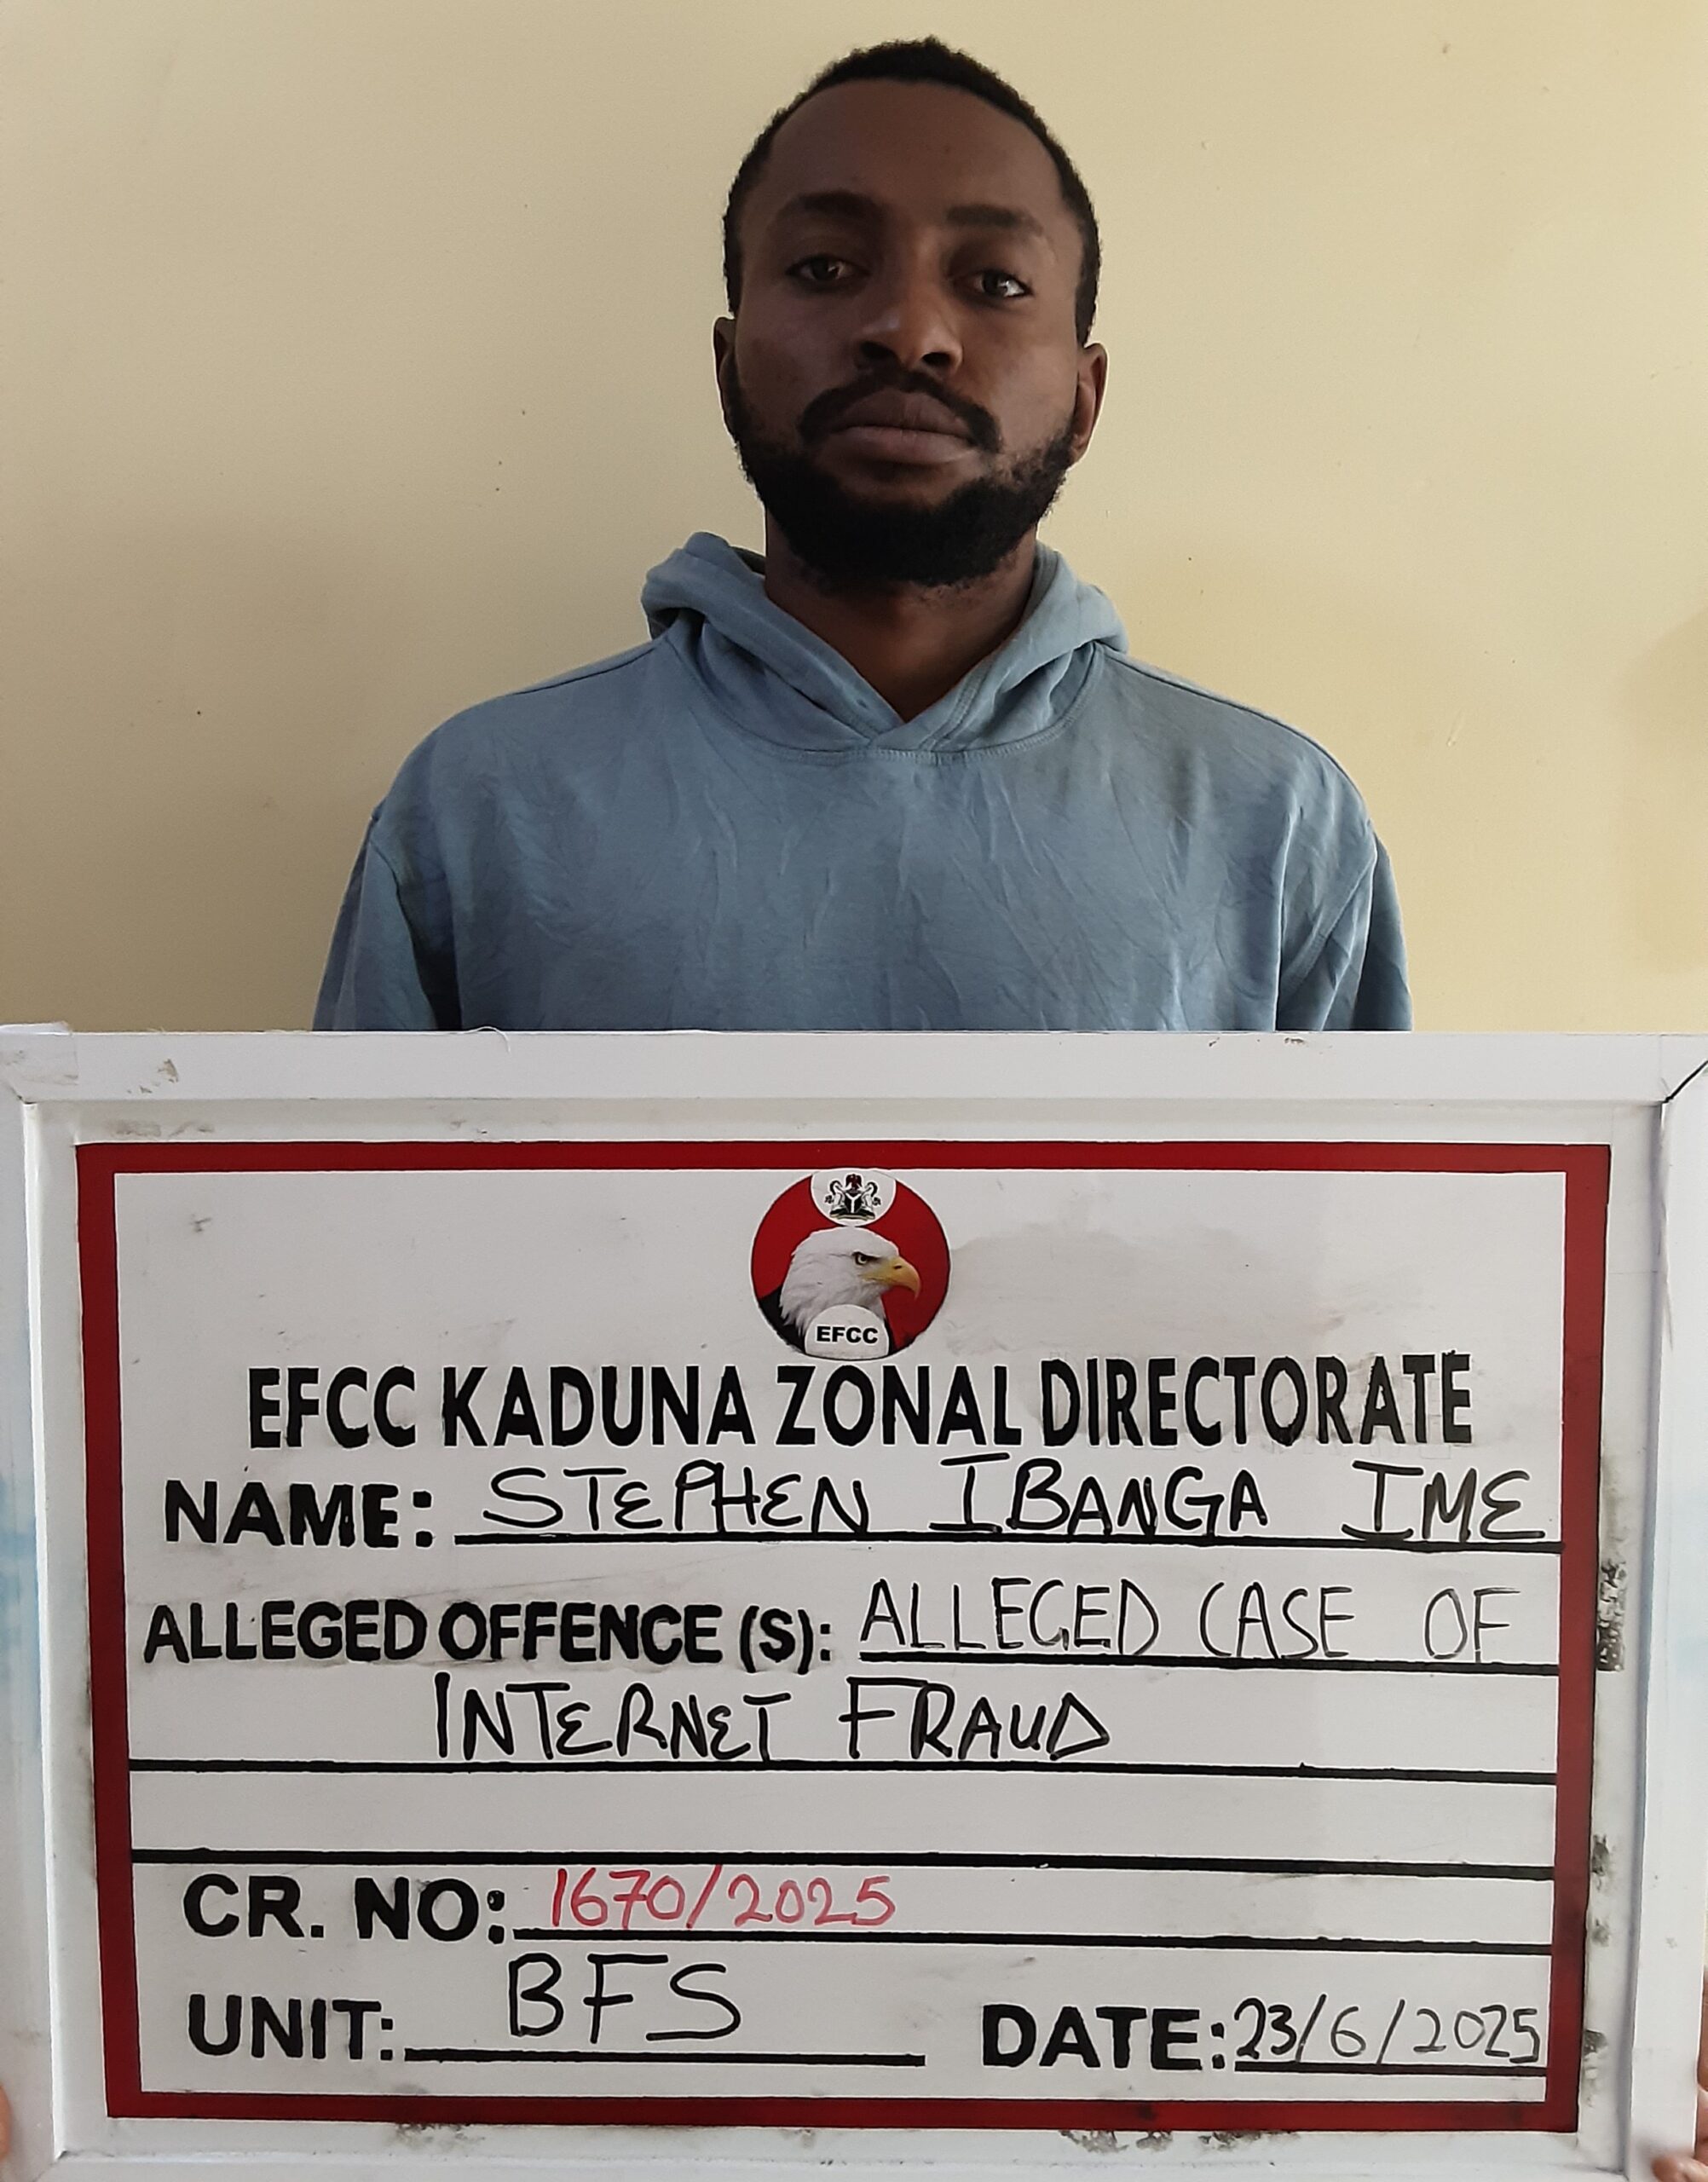 EFCC
EFCC KADUNA ZONAL DIRECTORATE
NAME: STEPHEN IBANGA IME
ALLEGED OFFENCE (S): ALLEGED CASE OF
INTERNET FRAUD
CR. NO: 1670/2025
UNIT: BFS DATE: 23/6/2025